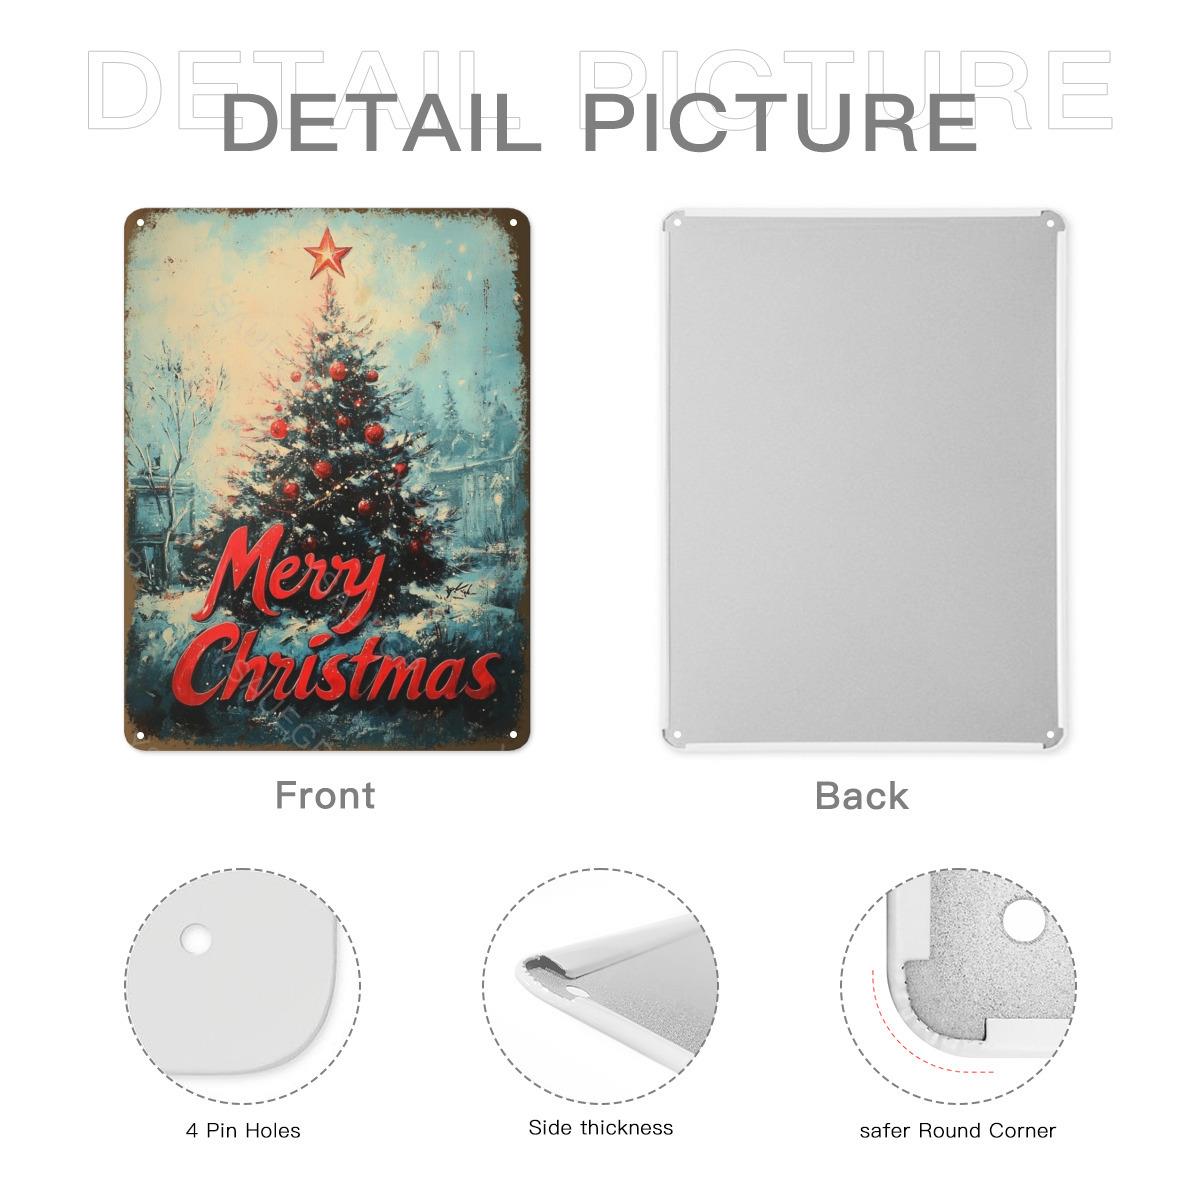 DETAIL PICTURE
DETAIL PICTURE
Merry
Christmas
Front
Back
4 Pin Holes
Side thickness
safer Round Corner